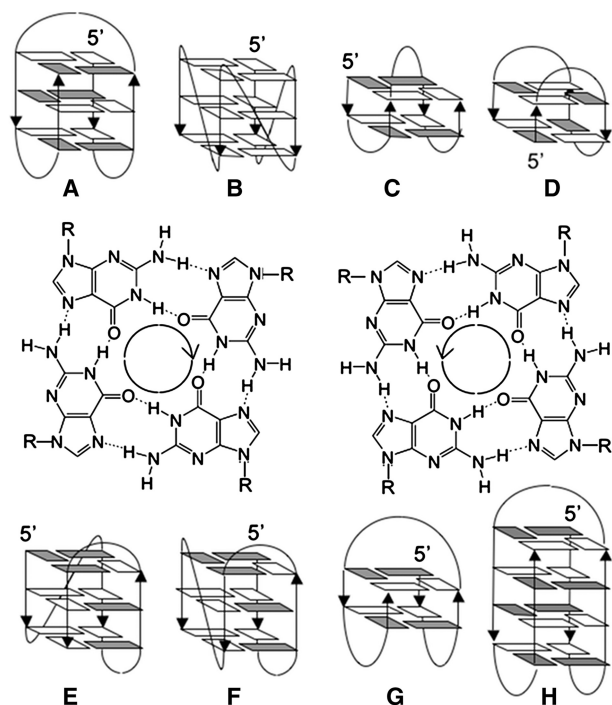 5’
5’
5’
5’
A
B
C
D
R H
N N N H N N R
N H
N O N
H O
H N H N
N H N H
O
N O H H
N N
R N N H N N N
H R
H R
R N N H N N N
H N
N O H N
O H
N H N H
H N H N
O
H O N
N N H
N N N H N N R
R H
5’
5’
5’
5’
E
F
G
H